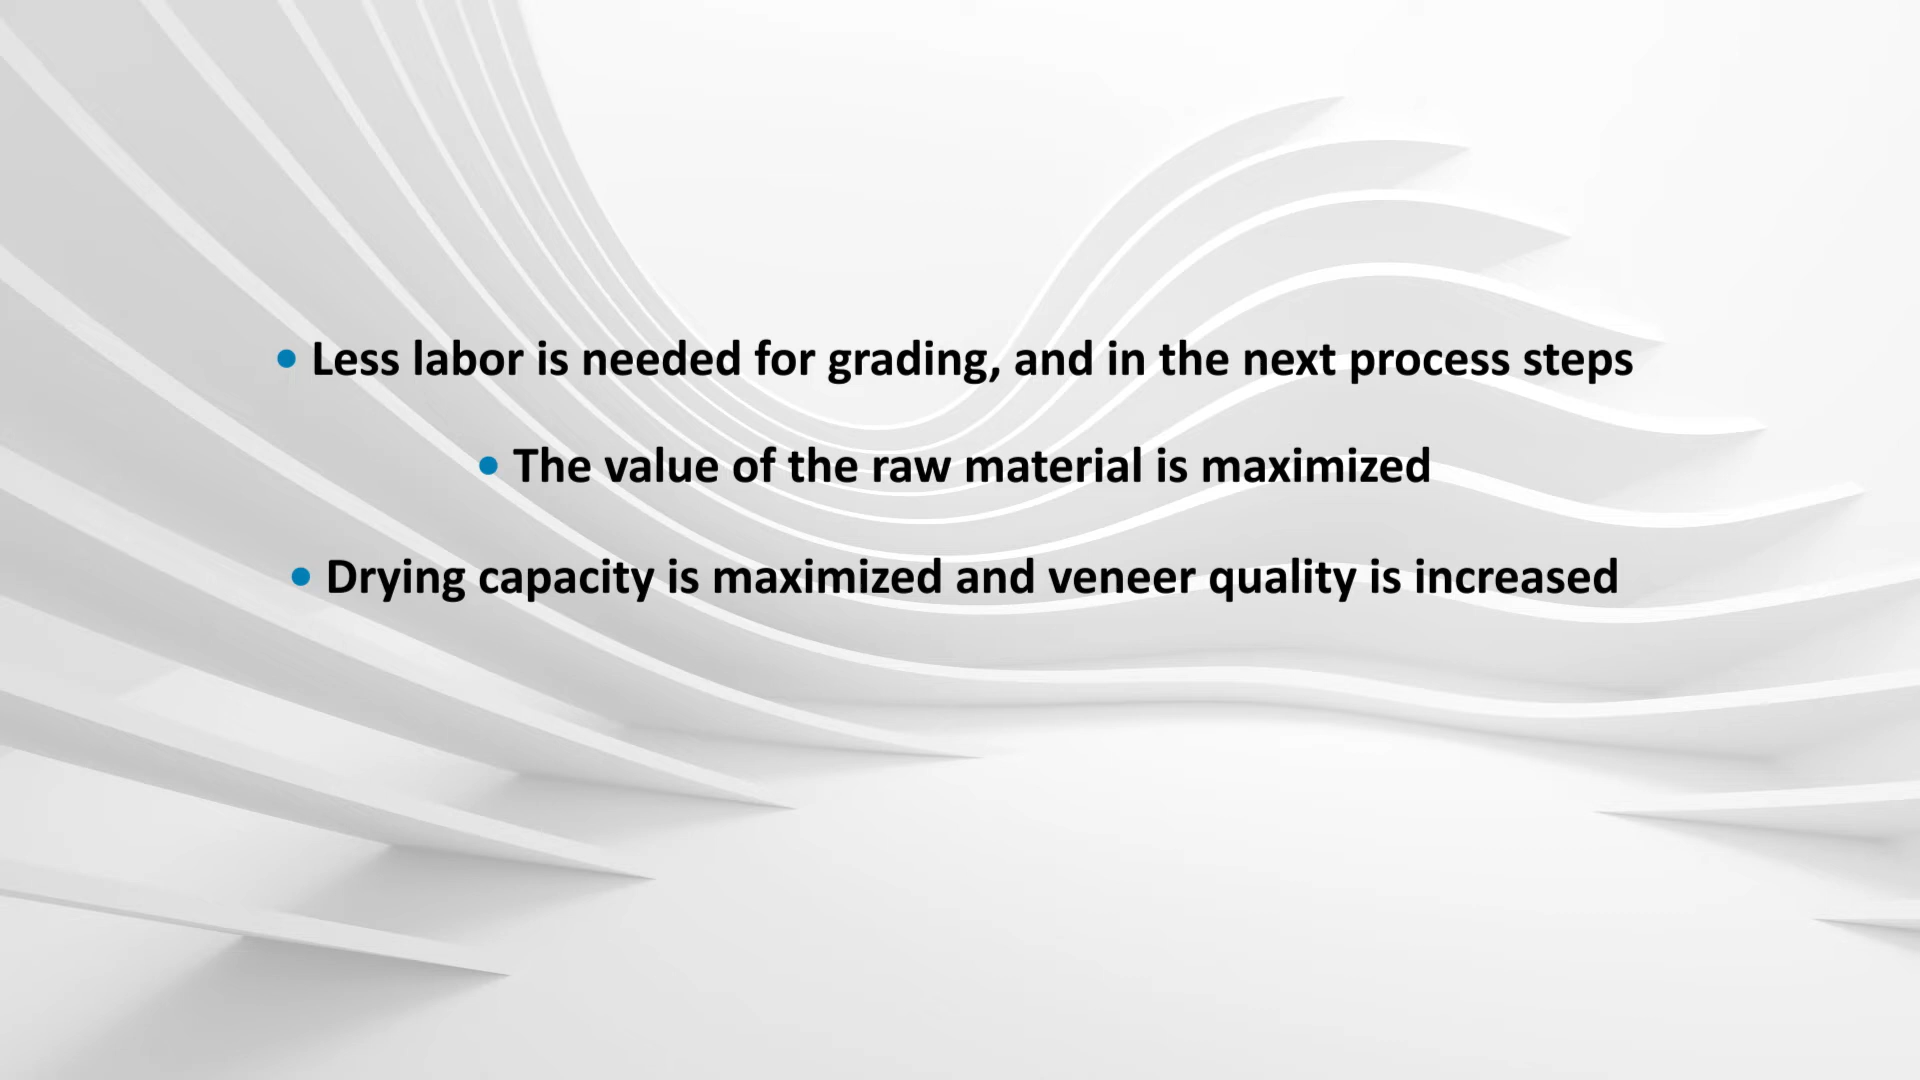 • Less labor is needed for grading, and in the next process steps
• The value of the raw material is maximized
• Drying capacity is maximized and veneer quality is increased